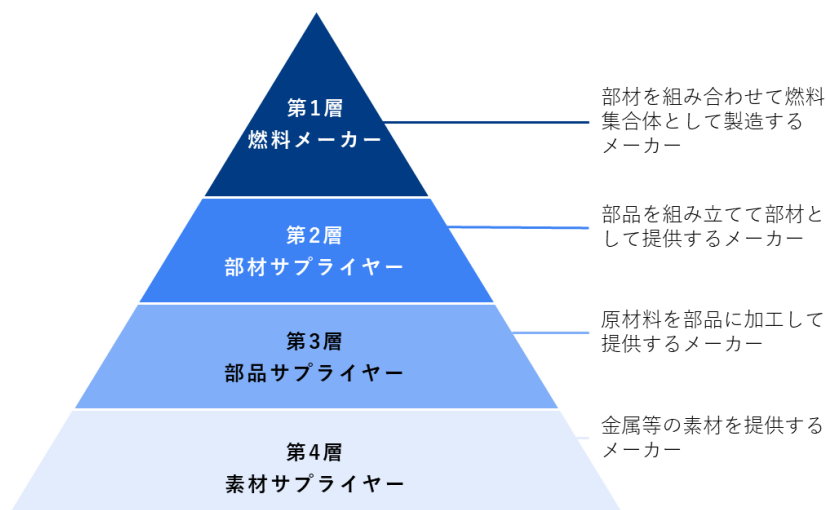 第1層
燃料メーカー
部材を組み合わせて燃料
集合体として製造する
メーカー
第2層
部材サプライヤー
部品を組み立てて部材と
して提供するメーカー
第3層
部品サプライヤー
原材料を部品に加工して
提供するメーカー
第4層
素材サプライヤー
金属等の素材を提供する
メーカー